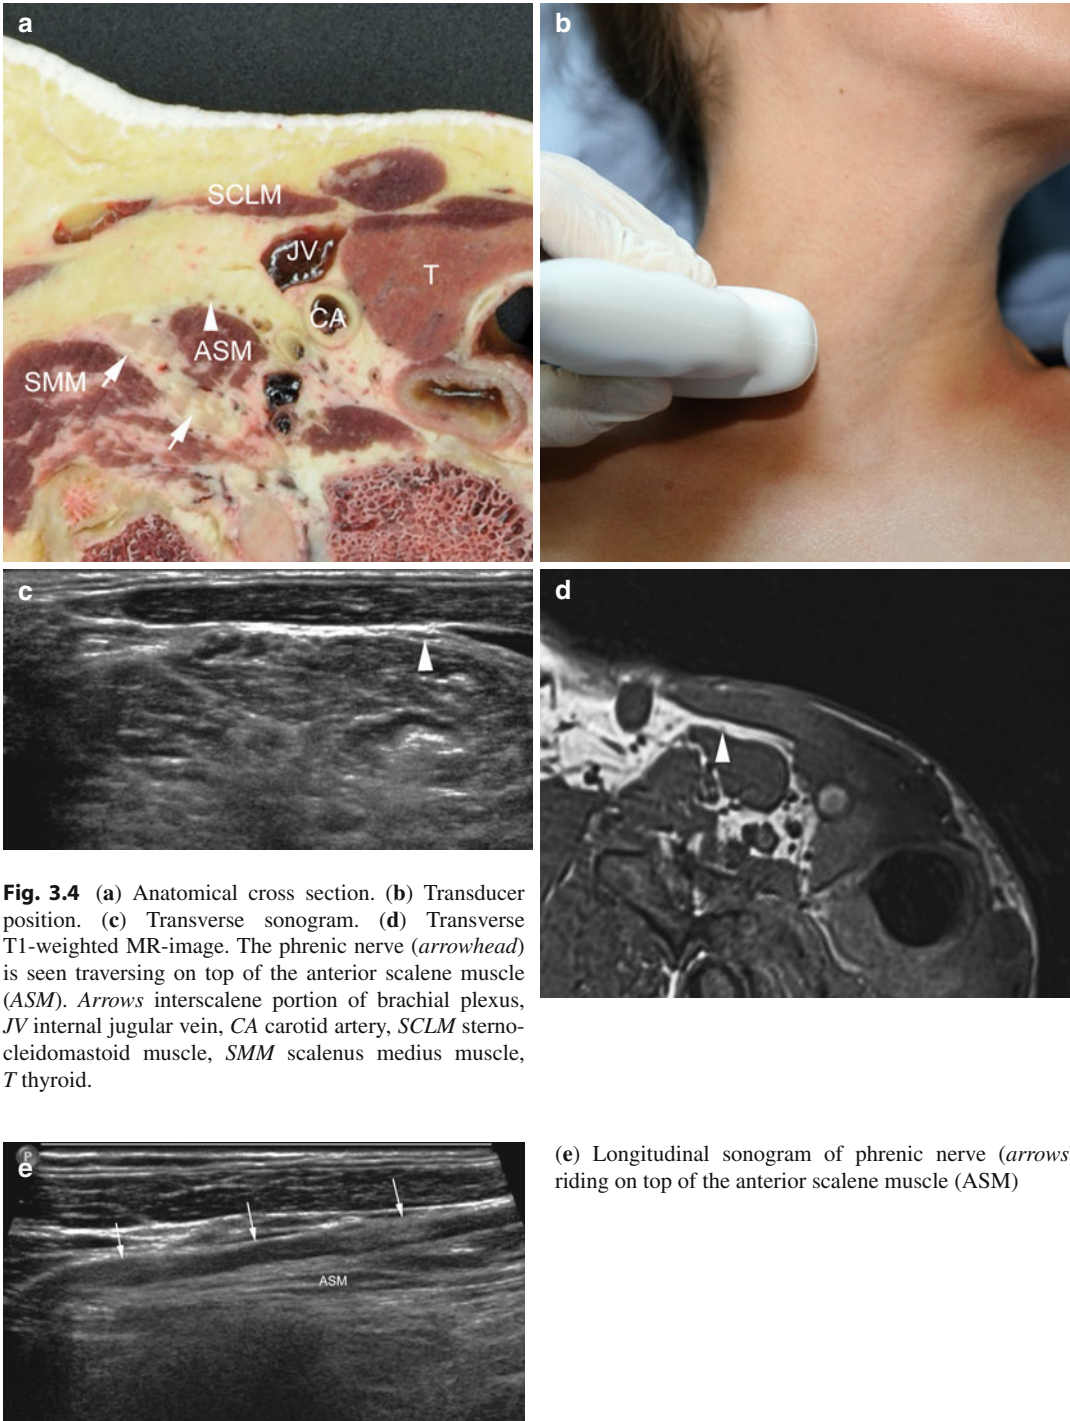 a
SCLM
JV
T
CA
ASM
SMM
b
c
d
Fig. 3.4 (a) Anatomical cross section. (b) Transducer
position. (c) Transverse sonogram. (d) Transverse
T1-weighted MR-image. The phrenic nerve (arrowhead)
is seen traversing on top of the anterior scalene muscle
(ASM). Arrows interscalene portion of brachial plexus,
JV internal jugular vein, CA carotid artery, SCLM sterno-
cleidomastoid muscle, SMM scalenus medius muscle,
T thyroid.
P
e
ASM
(e) Longitudinal sonogram of phrenic nerve (arrows
riding on top of the anterior scalene muscle (ASM)